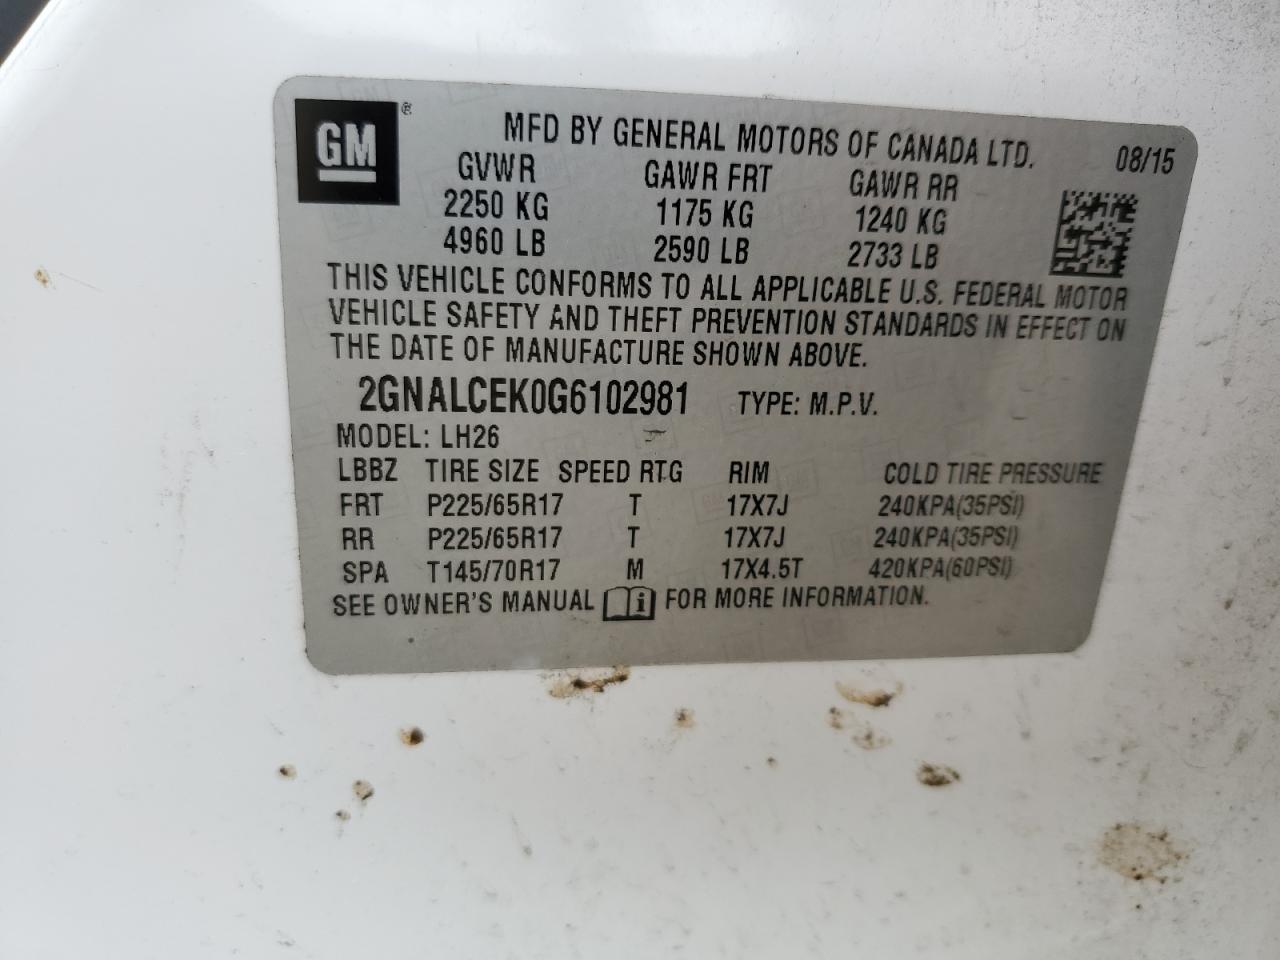 GM ®
MFD BY GENERAL MOTORS OF CANADA LTD. 08/15
GVWR GAWR FRT GAWR RR
2250 KG 1175 KG 1240 KG
4960 LB 2590 LB 2733 LB
THIS VEHICLE CONFORMS TO ALL APPLICABLE U.S. FEDERAL MOTOR
VEHICLE SAFETY AND THEFT PREVENTION STANDARDS IN EFFECT ON
THE DATE OF MANUFACTURE SHOWN ABOVE.
2GNALCEK0G6102981 TYPE: M.P.V.
MODEL: LH26
LBBZ TIRE SIZE SPEED RTG RIM COLD TIRE PRESSURE
FRT P225/65R17 T 17X7J 240KPA(35PSI)
RR P225/65R17 T 17X7J 240KPA(35PSI)
SPA T145/70R17 M 17X4.5T 420KPA(60PSI)
SEE OWNER'S MANUAL i FOR MORE INFORMATION.